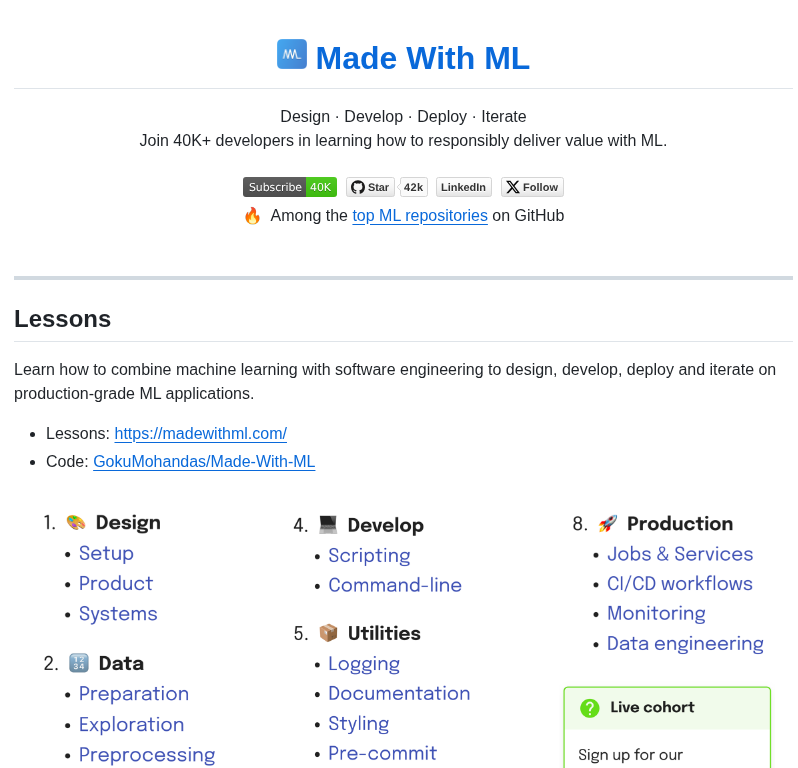 Made With ML
Design · Develop · Deploy · Iterate
Join 40K+ developers in learning how to responsibly deliver value with ML.
Subscribe 40K Star 42k LinkedIn Follow
🔥 Among the top ML repositories on GitHub
Lessons
Learn how to combine machine learning with software engineering to design, develop, deploy and iterate on
production-grade ML applications.
• Lessons: https://madewithml.com/
• Code: GokuMohandas/Made-With-ML
1. 🎨 Design
• Setup
• Product
• Systems
2. 🔢 Data
• Preparation
• Exploration
• Preprocessing
4. 💻 Develop
• Scripting
• Command-line
5. 📦 Utilities
• Logging
• Documentation
• Styling
• Pre-commit
8. 🚀 Production
• Jobs & Services
• CI/CD workflows
• Monitoring
• Data engineering
Live cohort
Sign up for our